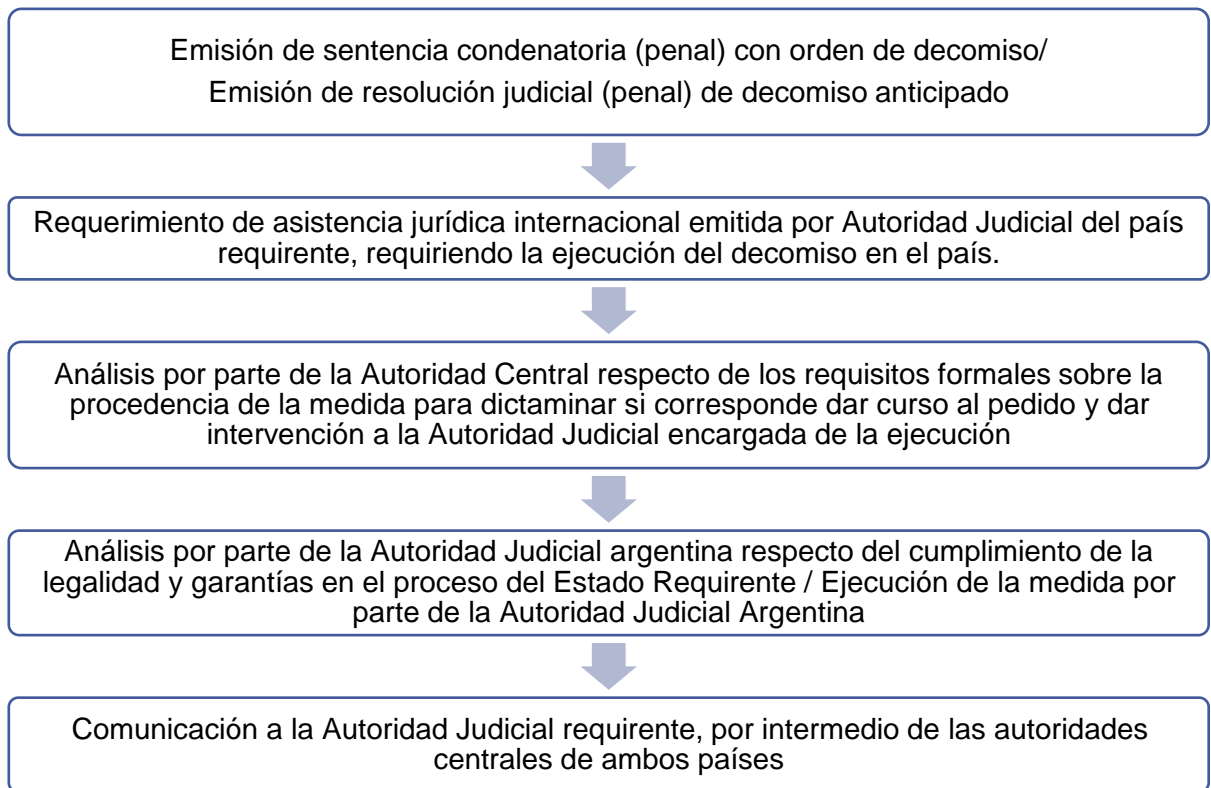 Emisión de sentencia condenatoria (penal) con orden de decomiso/
Emisión de resolución judicial (penal) de decomiso anticipado
Requerimiento de asistencia jurídica internacional emitida por Autoridad Judicial del país
requirente, requiriendo la ejecución del decomiso en el país.
Análisis por parte de la Autoridad Central respecto de los requisitos formales sobre la
procedencia de la medida para dictaminar si corresponde dar curso al pedido y dar
intervención a la Autoridad Judicial encargada de la ejecución
Análisis por parte de la Autoridad Judicial argentina respecto del cumplimiento de la
legalidad y garantías en el proceso del Estado Requirente / Ejecución de la medida por
parte de la Autoridad Judicial Argentina
Comunicación a la Autoridad Judicial requirente, por intermedio de las autoridades
centrales de ambos países